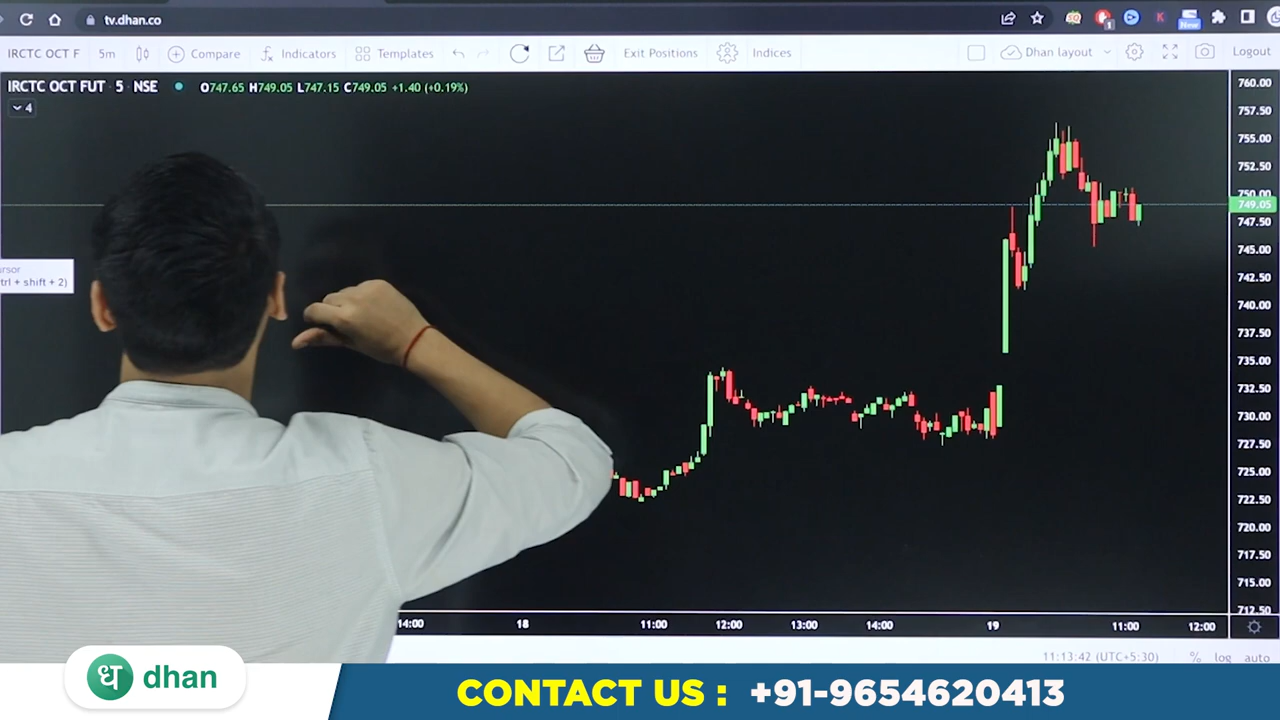 tv.dhan.co
1
New
IRCTC OCT F 5m Compare Indicators Templates Exit Positions Indices Dhan layout Logout
IRCTC OCT FUT 5 NSE O747.65 H749.05 L747.15 C749.05 +1.40 (+0.19%)
4
760.00
757.50
755.00
752.50
750.00
749.05
747.50
745.00
742.50
740.00
737.50
735.00
732.50
730.00
727.50
725.00
722.50
720.00
717.50
715.00
712.50
ursor
trl + shift + 2)
14:00 18 11:00 12:00 13:00 14:00 19 11:00 12:00
11:13:42 (UTC+5:30) % log auto
ध dhan
CONTACT US : +91-9654620413